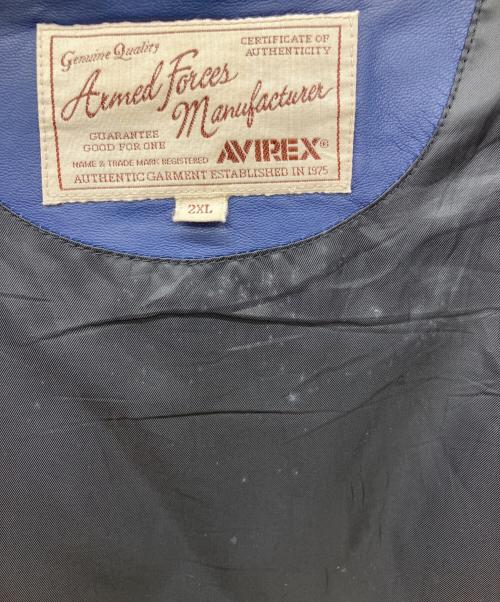 Genuine Quality
CERTIFICATE OF
AUTHENTICITY
Armed Forces
Manufacturer
GUARANTEE
GOOD FOR ONE
NAME & TRADE MARK REGISTERED
AVIREX®
AUTHENTIC GARMENT ESTABLISHED IN 1975
2XL